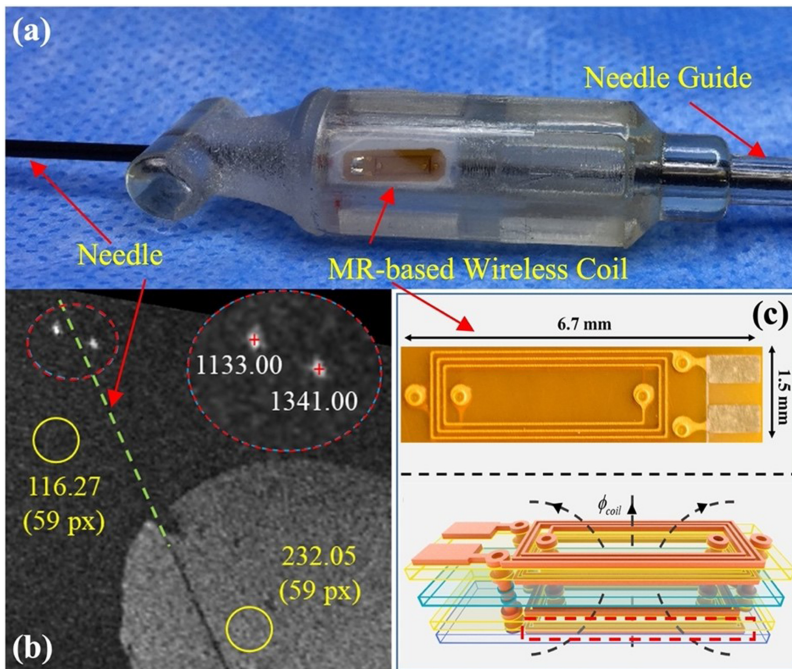 (a)
Needle Guide
Needle
MR-based Wireless Coil
1133.00
1341.00
116.27
(59 px)
232.05
(59 px)
(b)
6.7 mm
(c)
1.5 mm
ϕcoil